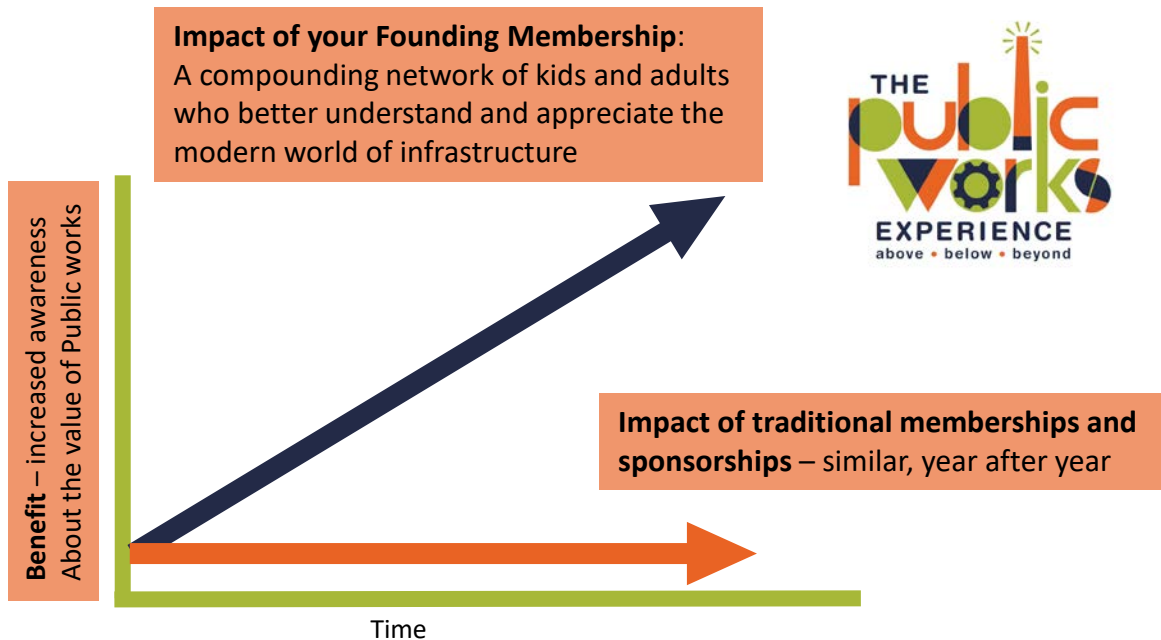 Impact of your Founding Membership:
A compounding network of kids and adults
who better understand and appreciate the
modern world of infrastructure
THE
public
works
EXPERIENCE
above • below • beyond
Benefit – increased awareness
About the value of Public works
Impact of traditional memberships and
sponsorships – similar, year after year
Time